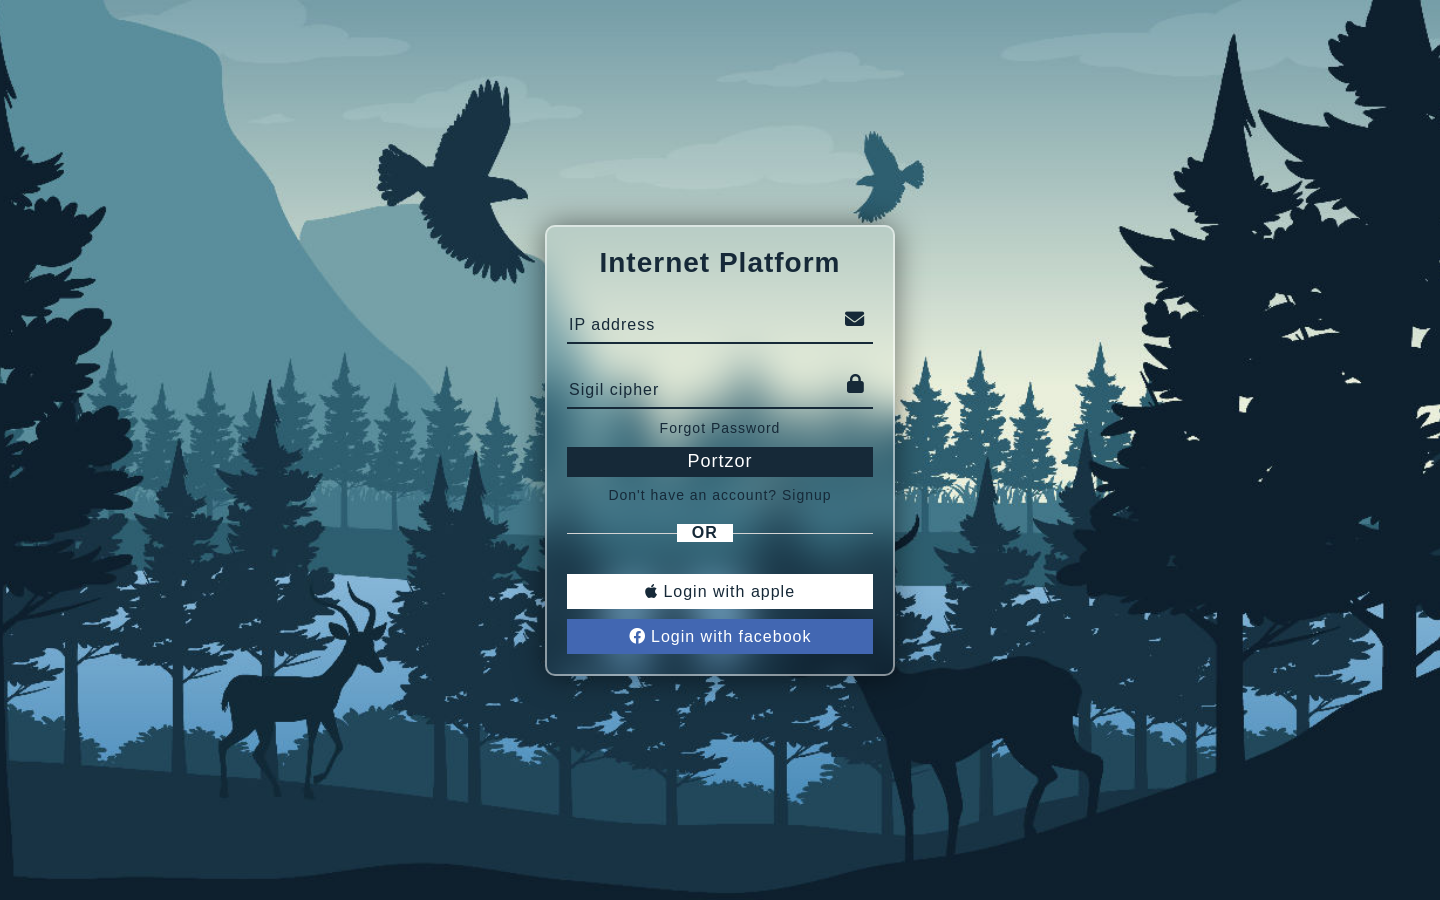 Internet Platform
IP address
Sigil cipher
Forgot Password
Portzor
Don't have an account? Signup
OR
Login with apple
Login with facebook